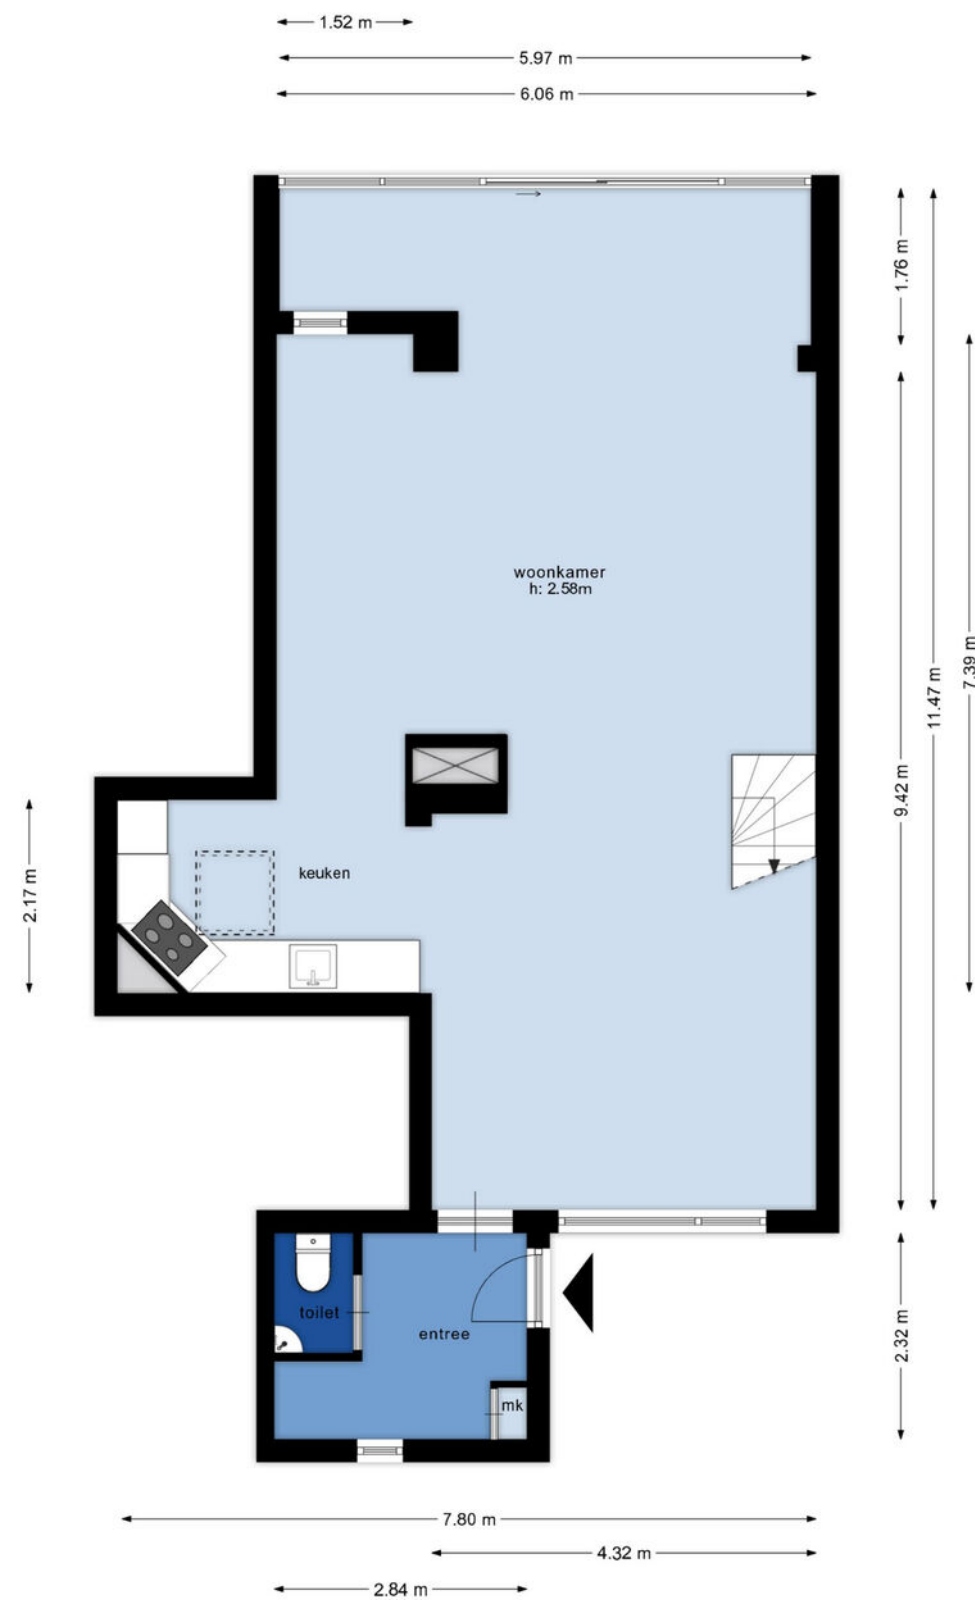 1.52 m
5.97 m
6.06 m
1.76 m
woonkamer
h: 2.58m
7.39 m
11.47 m
9.42 m
keuken
2.17 m
toilet
entree
2.32 m
mk
7.80 m
4.32 m
2.84 m